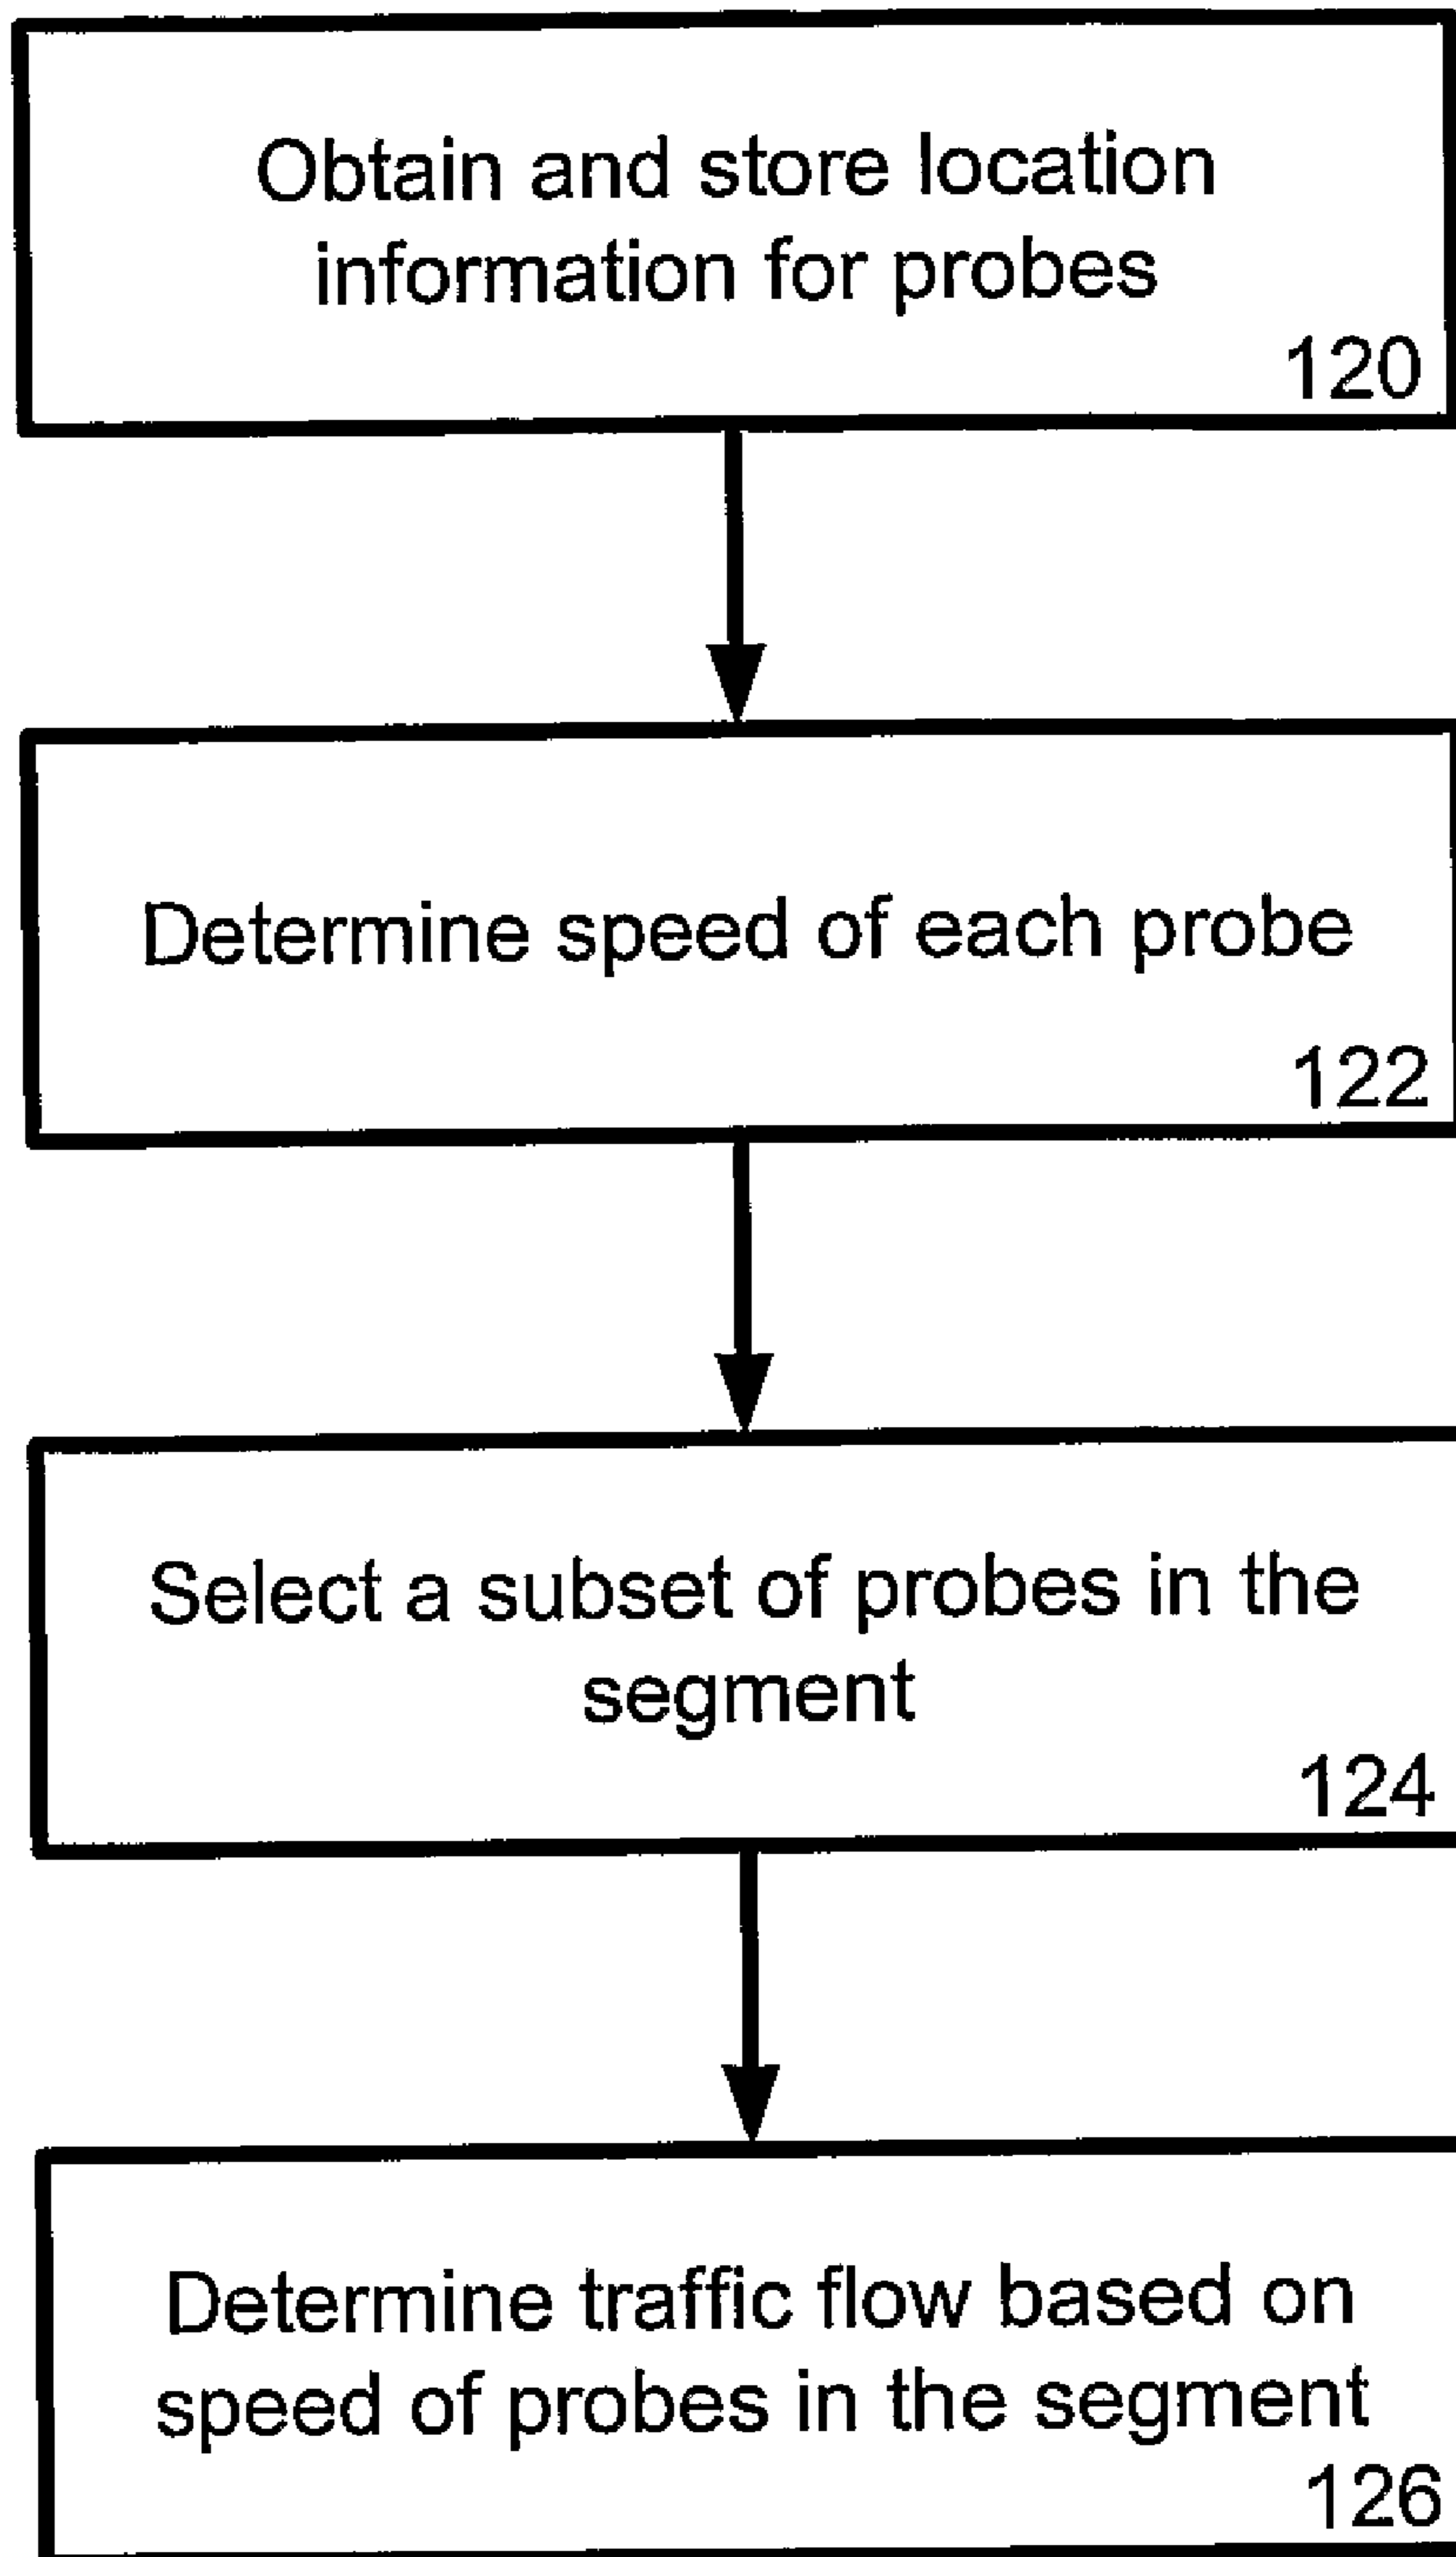 Obtain and store location
information for probes
120
Determine speed of each probe
122
Select a subset of probes in the
segment
124
Determine traffic flow based on
speed of probes in the segment
126